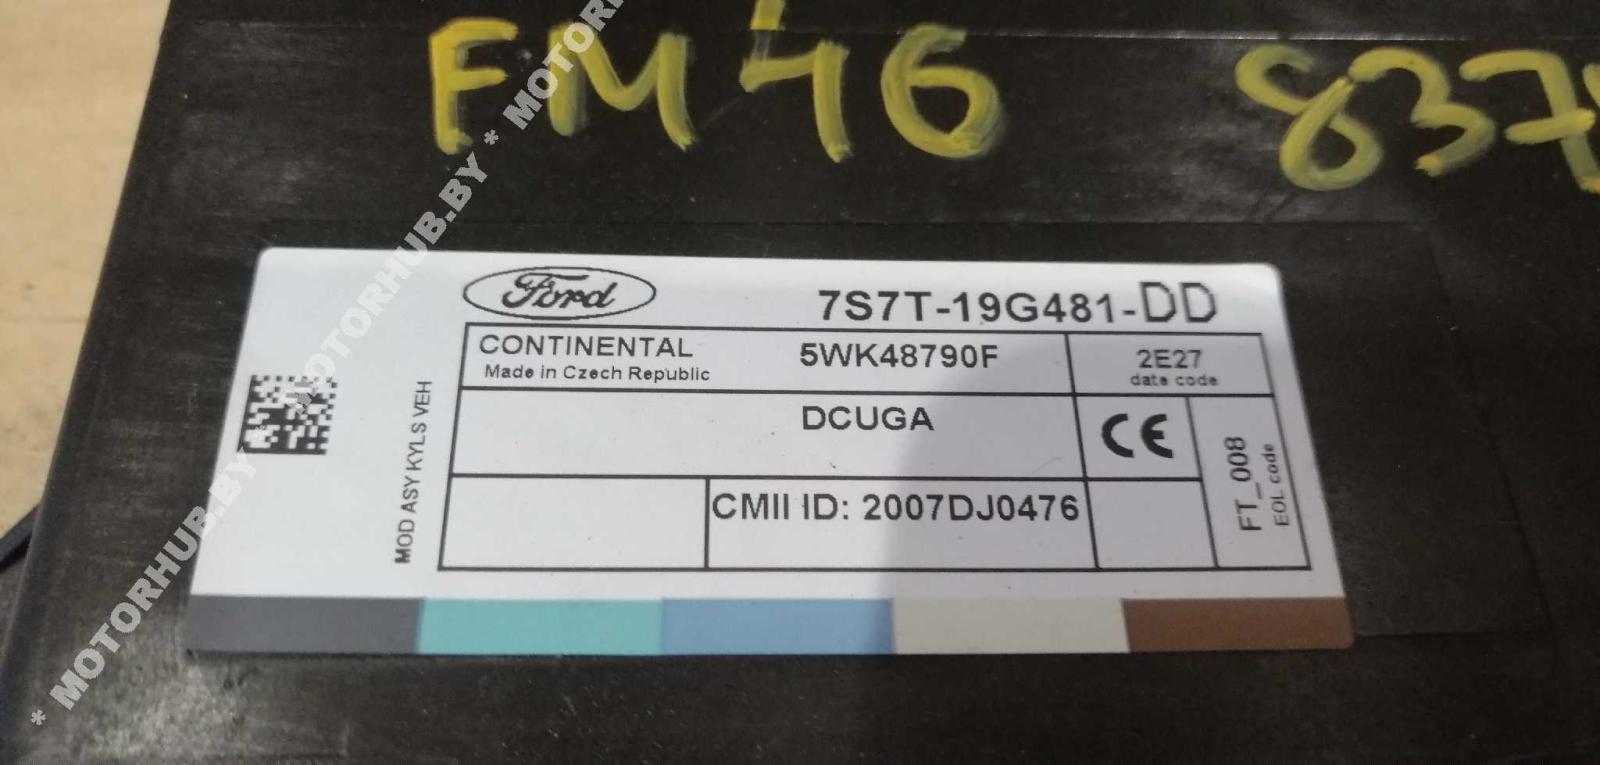 FM46 837
Ford
7S7T-19G481-DD
CONTINENTAL
Made in Czech Republic
5WK48790F
2E27
date code
DCUGA
CE
CMII ID: 2007DJ0476
FT_008
EOL code
MOD ASY KYLS VEH
* MOTORHUB.BY * MOTORHUB.BY * MOTORHUB.BY * MOTOR